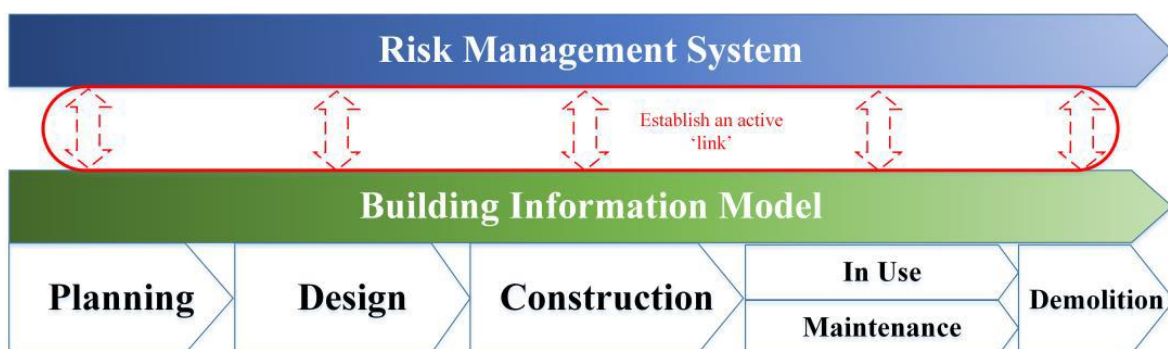 Risk Management System
Establish an active
‘link’
Building Information Model
Planning
Design
Construction
In Use
Maintenance
Demolition